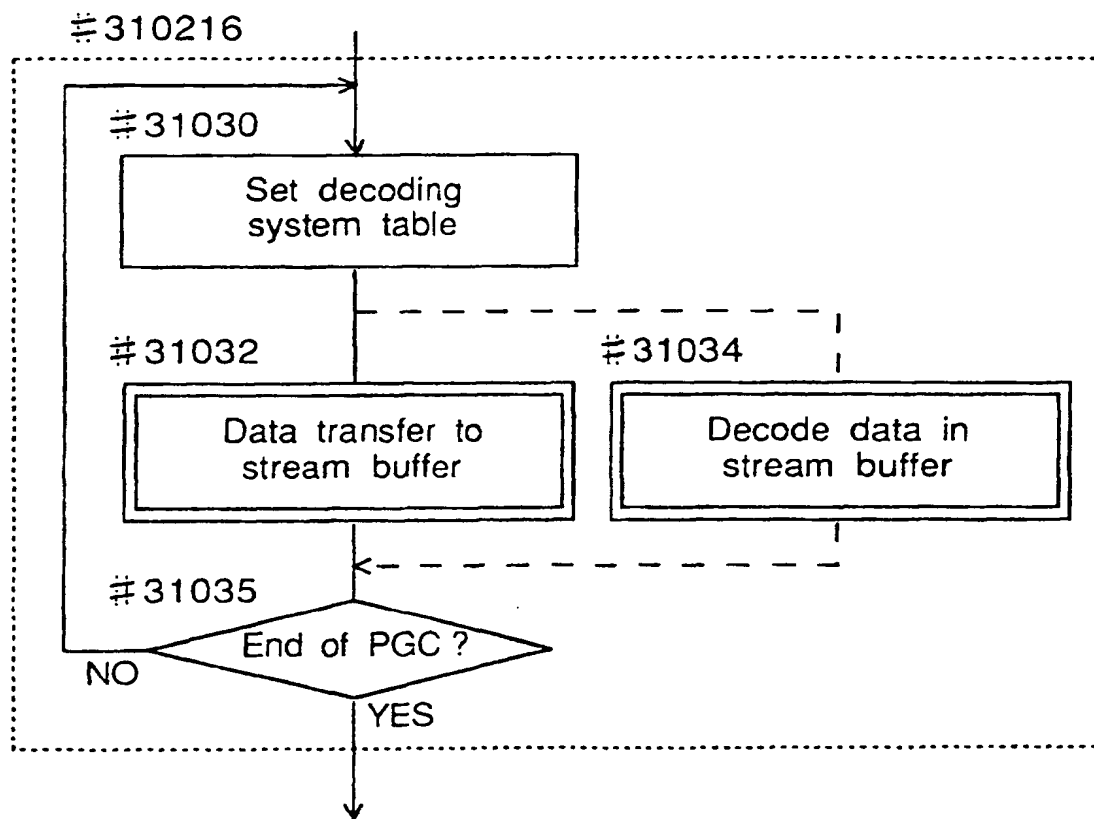 #310216
#31030
Set decoding
system table
#31032
#31034
Data transfer to
stream buffer
Decode data in
stream buffer
#31035
End of PGC ?
NO
YES